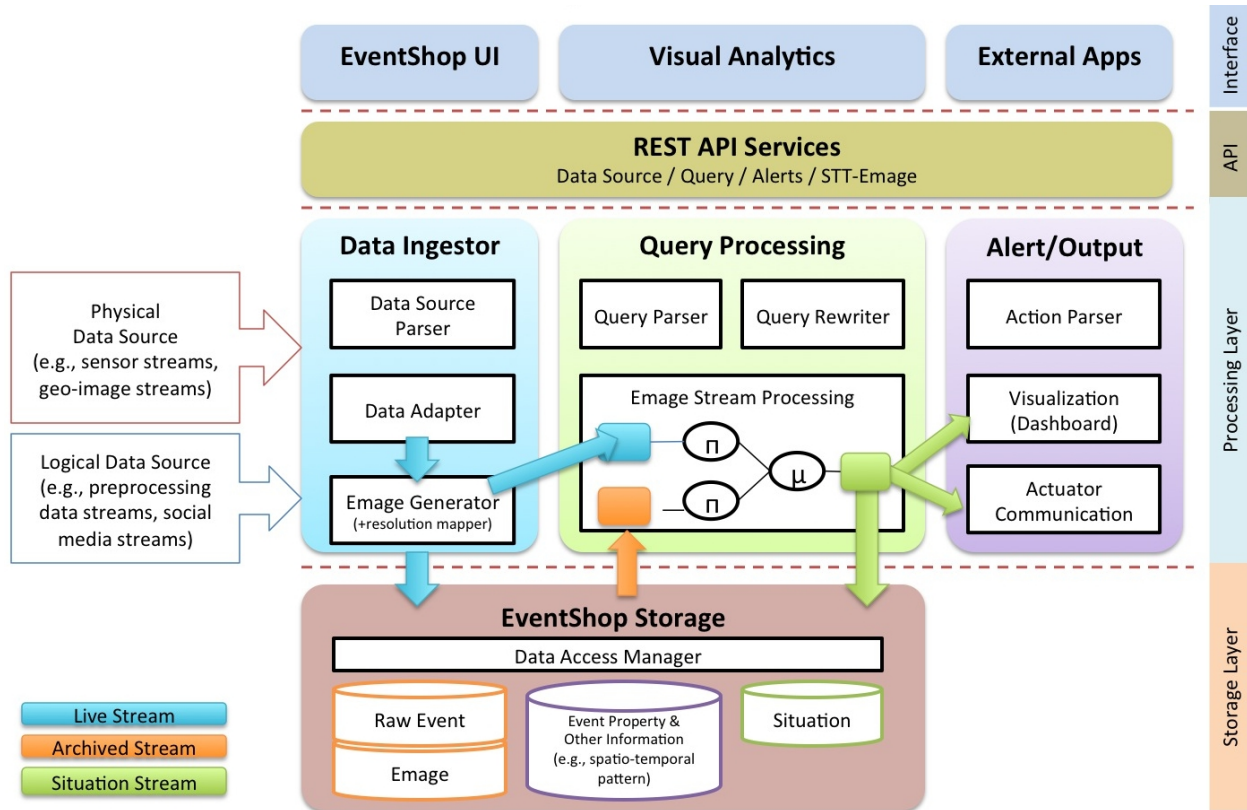 EventShop UI
Visual Analytics
External Apps
Interface
REST API Services
Data Source / Query / Alerts / STT-Emage
API
Data Ingestor
Query Processing
Alert/Output
Processing Layer
Physical
Data Source
(e.g., sensor streams,
geo-image streams)
Logical Data Source
(e.g., preprocessing
data streams, social
media streams)
Data Source
Parser
Data Adapter
Emage Generator
(+resolution mapper)
Query Parser
Query Rewriter
Emage Stream Processing
π
π
μ
Action Parser
Visualization
(Dashboard)
Actuator
Communication
EventShop Storage
Data Access Manager
Raw Event
Emage
Event Property &
Other Information
(e.g., spatio-temporal
pattern)
Situation
Storage Layer
Live Stream
Archived Stream
Situation Stream